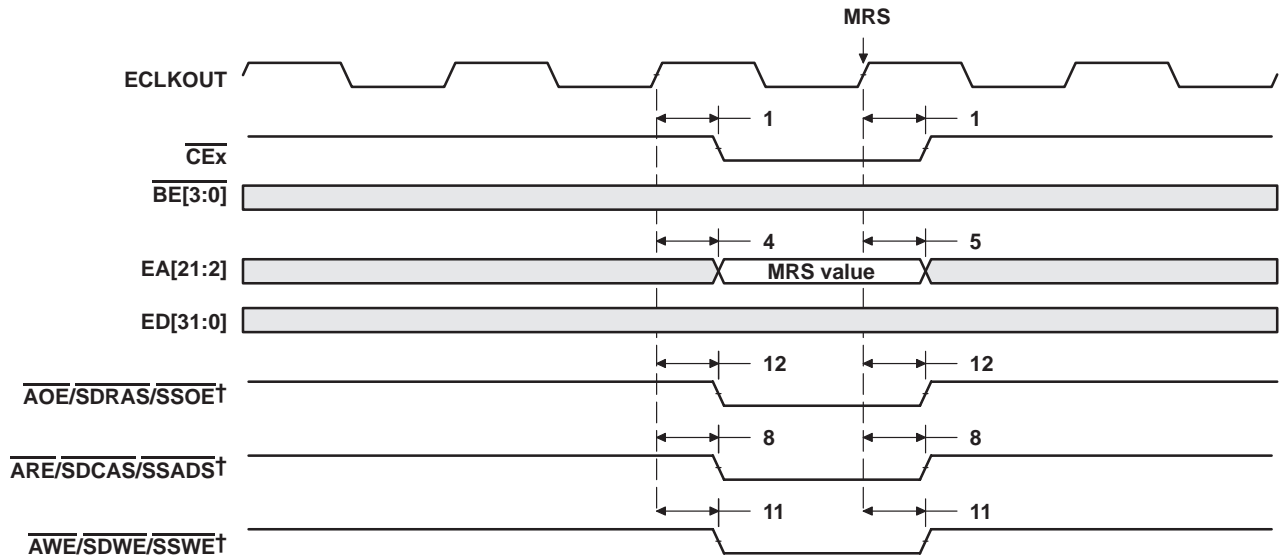 MRS
ECLKOUT
1 1
CEx
BE[3:0]
4 5
EA[21:2] MRS value
ED[31:0]
12 12
AOE/SDRAS/SSOE†
8 8
ARE/SDCAS/SSADS†
11 11
AWE/SDWE/SSWE†